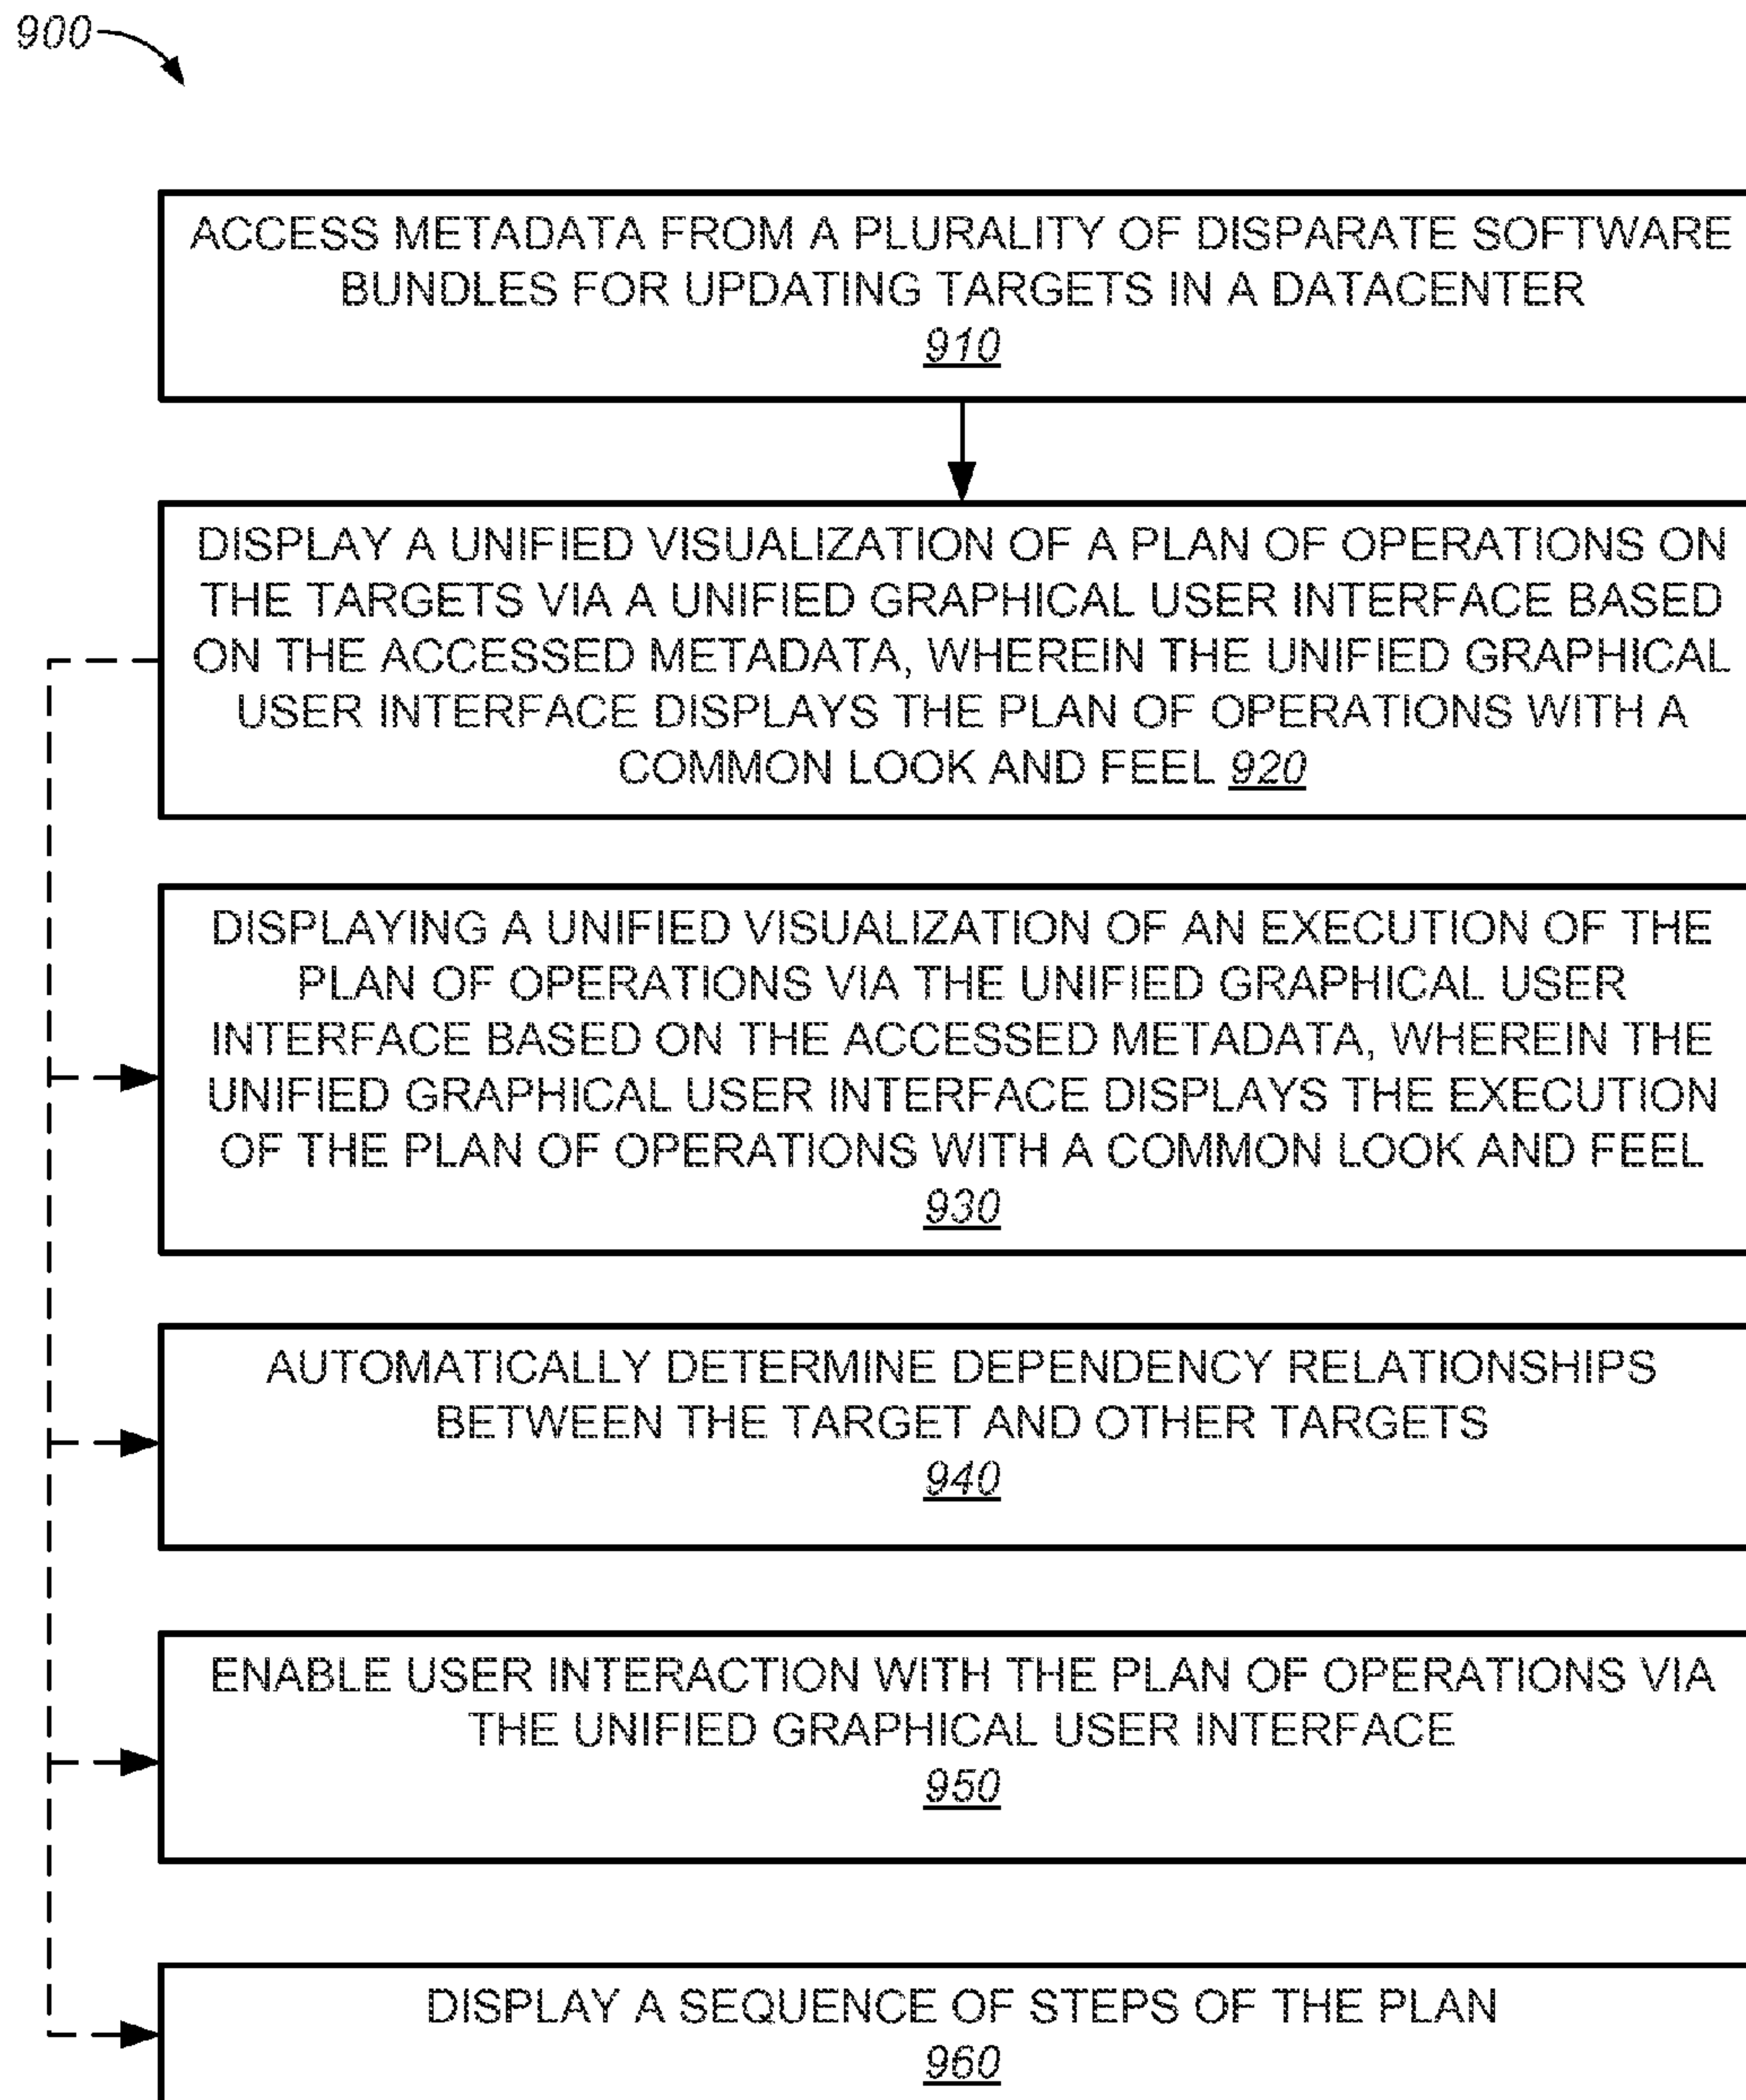 900
ACCESS METADATA FROM A PLURALITY OF DISPARATE SOFTWARE
BUNDLES FOR UPDATING TARGETS IN A DATACENTER
910
DISPLAY A UNIFIED VISUALIZATION OF A PLAN OF OPERATIONS ON
THE TARGETS VIA A UNIFIED GRAPHICAL USER INTERFACE BASED
ON THE ACCESSED METADATA, WHEREIN THE UNIFIED GRAPHICAL
USER INTERFACE DISPLAYS THE PLAN OF OPERATIONS WITH A
COMMON LOOK AND FEEL 920
DISPLAYING A UNIFIED VISUALIZATION OF AN EXECUTION OF THE
PLAN OF OPERATIONS VIA THE UNIFIED GRAPHICAL USER
INTERFACE BASED ON THE ACCESSED METADATA, WHEREIN THE
UNIFIED GRAPHICAL USER INTERFACE DISPLAYS THE EXECUTION
OF THE PLAN OF OPERATIONS WITH A COMMON LOOK AND FEEL
930
AUTOMATICALLY DETERMINE DEPENDENCY RELATIONSHIPS
BETWEEN THE TARGET AND OTHER TARGETS
940
ENABLE USER INTERACTION WITH THE PLAN OF OPERATIONS VIA
THE UNIFIED GRAPHICAL USER INTERFACE
950
DISPLAY A SEQUENCE OF STEPS OF THE PLAN
960